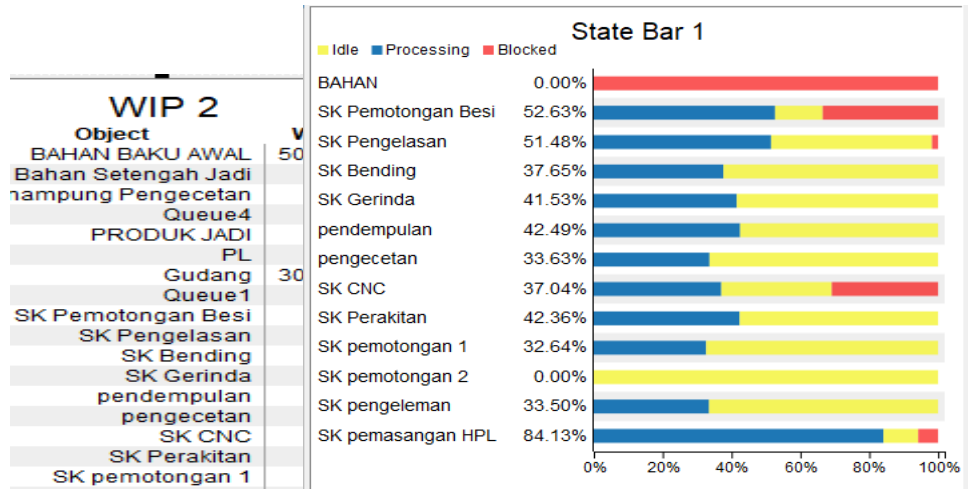 WIP 2
Object
BAHAN BAKU AWAL 50
Bahan Setengah Jadi
Pengecetan
Queue4
PRODUK JADI
PL
Gudang 30
Queue1
SK Pemotongan Besi
SK Pengelasan
SK Bending
SK Gerinda
pendempulan
pengecetan
SK CNC
SK Perakitan
SK pemotongan 1
State Bar 1
Idle Processing Blocked
BAHAN 0.00%
SK Pemotongan Besi 52.63%
SK Pengelasan 51.48%
SK Bending 37.65%
SK Gerinda 41.53%
pendempulan 42.49%
pengecetan 33.63%
SK CNC 37.04%
SK Perakitan 42.36%
SK pemotongan 1 32.64%
SK pemotongan 2 0.00%
SK pengeleman 33.50%
SK pemasangan HPL 84.13%
0% 20% 40% 60% 80% 100%